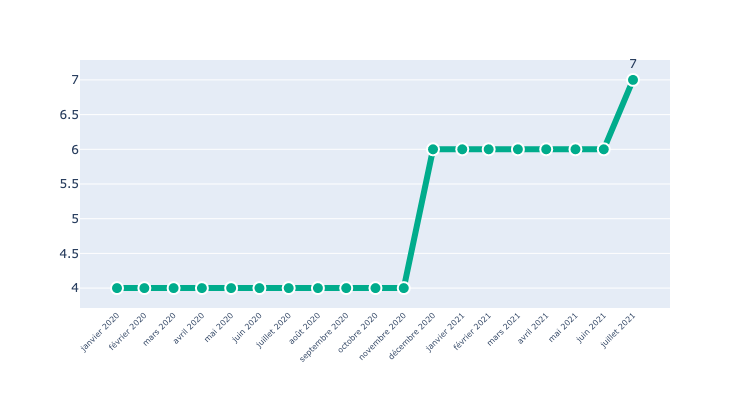 7
7
6.5
6
5.5
5
4.5
4
janvier 2020
février 2020
mars 2020
avril 2020
mai 2020
juin 2020
juillet 2020
août 2020
septembre 2020
octobre 2020
novembre 2020
décembre 2020
janvier 2021
février 2021
mars 2021
avril 2021
mai 2021
juin 2021
juillet 2021